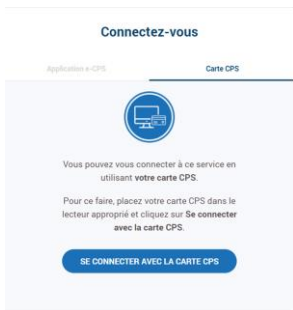 Connectez-vous
Application e-CPS
Carte CPS
Vous pouvez vous connecter à ce service en
utilisant votre carte CPS.
Pour ce faire, placez votre carte CPS dans le
lecteur approprié et cliquez sur Se connecter
avec la carte CPS.
SE CONNECTER AVEC LA CARTE CPS